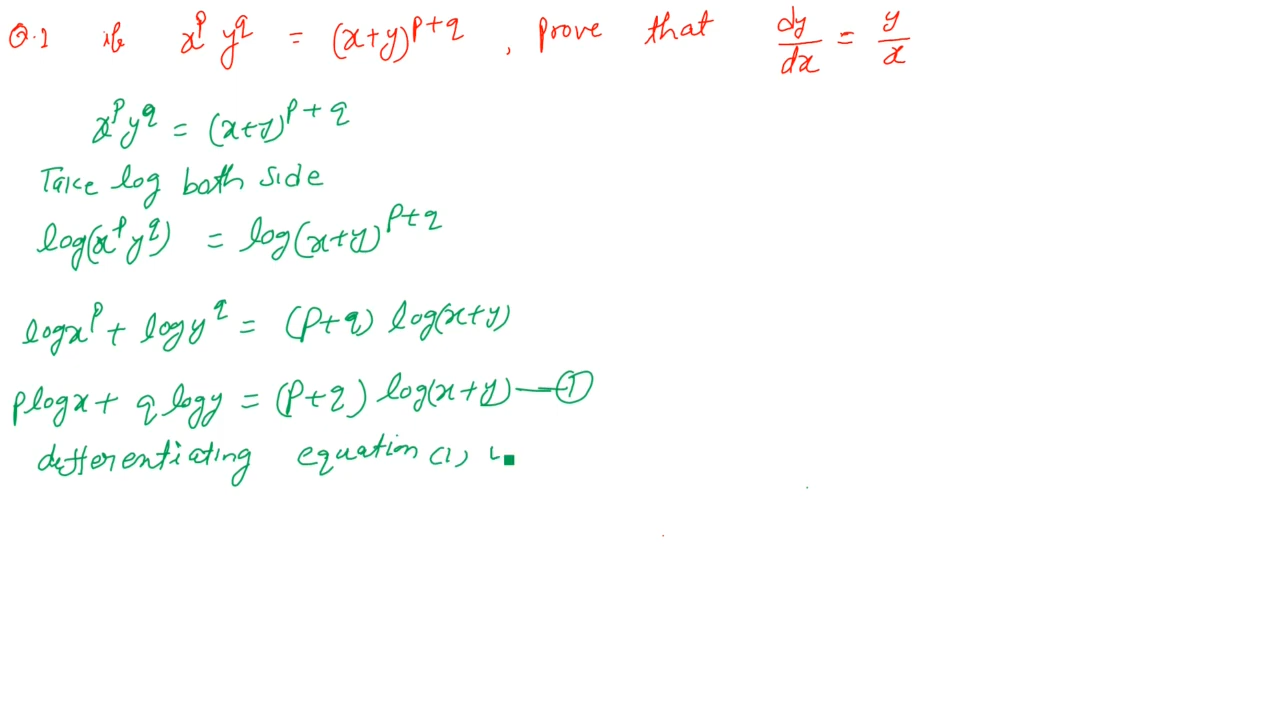 Q.1 if x^p y^q = (x+y)^{p+q}, prove that dy/dx = y/x
x^p y^q = (x+y)^{p+q}
Take log both side
log(x^p y^q) = log(x+y)^{p+q}
log x^p + log y^q = (p+q) log(x+y)
p log x + q log y = (p+q) log(x+y) — ①
differentiating equation (1),